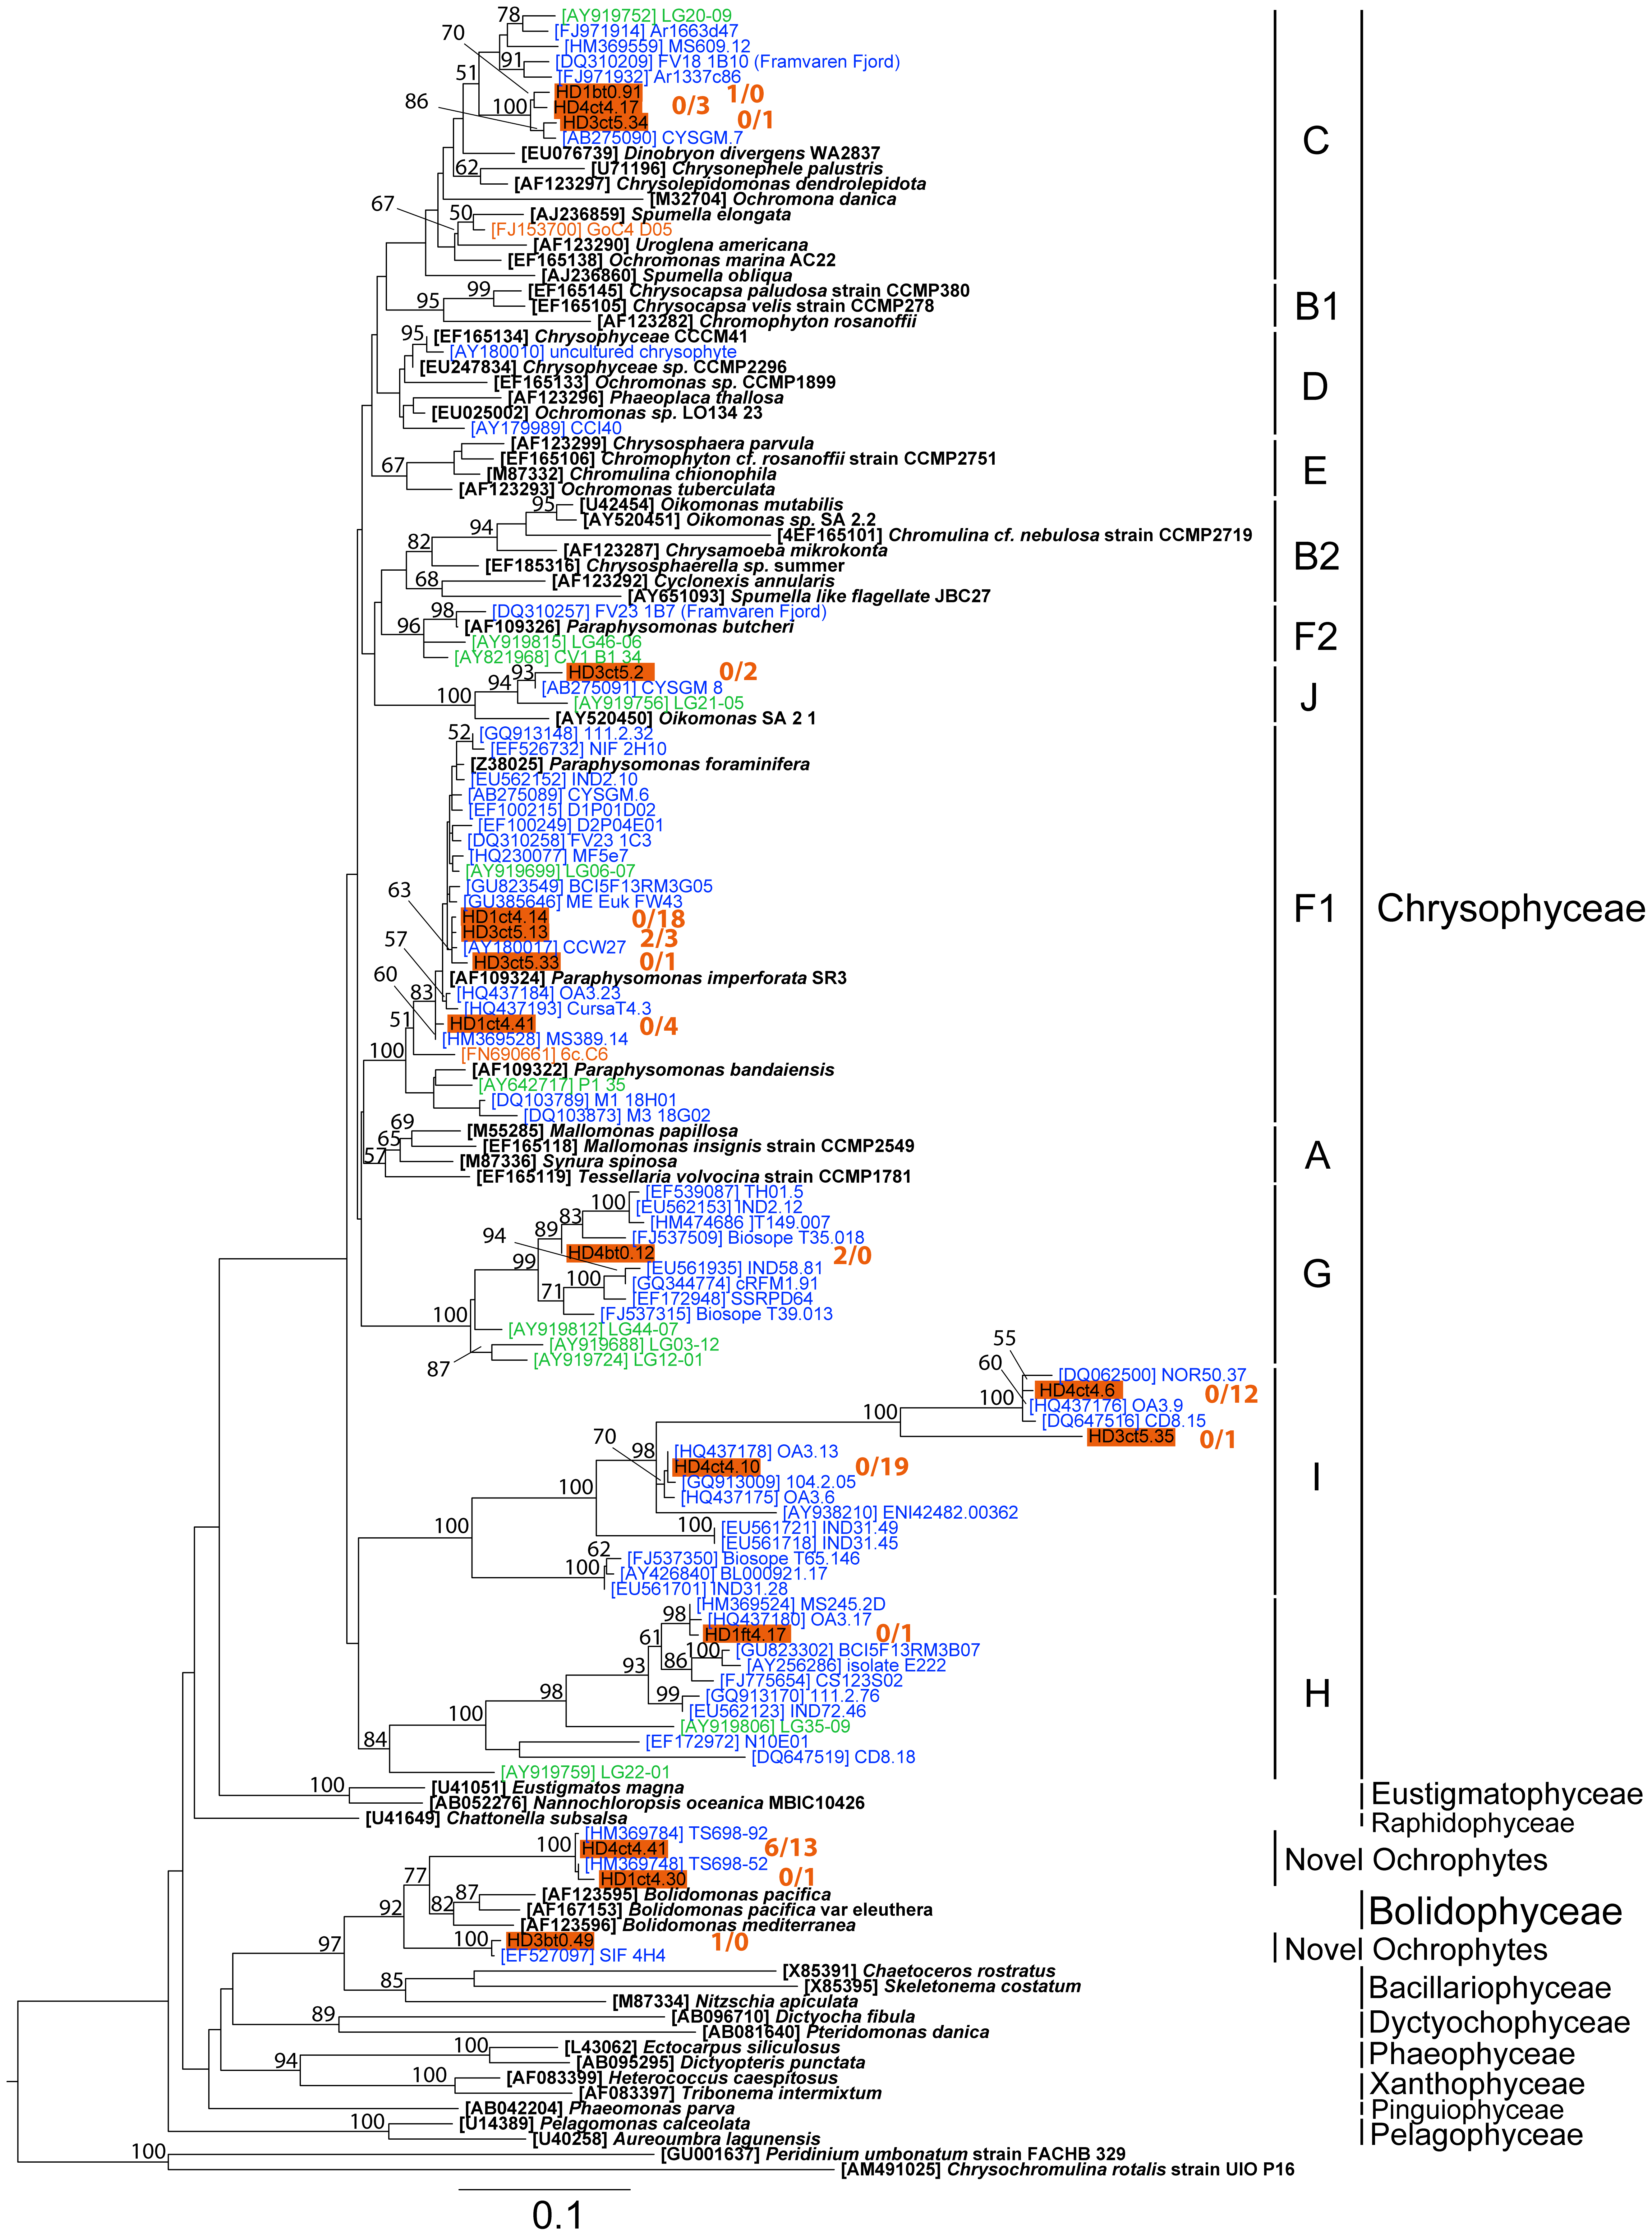 78 [AY919752] LG20-09
70 [FJ971914] Ar1663d47
[HM369559] MS609.12
91 [DQ310209] FV18 1B10 (Framvaren Fjord)
51 [FJ971932] Ar1337c86
HD1bt0.91 1/0
86 100 HD4ct4.17 0/3
HD3ct5.34 0/1
[AB275090] CYSGM.7
C
[EU076739] Dinobryon divergens WA2837
62 [U71196] Chrysonephele palustris
[AF123297] Chrysolepidomonas dendrolepidota
[M32704] Ochromona danica
67 50 [AJ236859] Spumella elongata
[FJ153700] GoC4 D05
[AF123290] Uroglena americana
[EF165138] Ochromonas marina AC22
[AJ236860] Spumella obliqua
99 [EF165145] Chrysocapsa paludosa strain CCMP380
95 [EF165105] Chrysocapsa velis strain CCMP278
B1
[AF123282] Chromophyton rosanoffii
95 [EF165134] Chrysophyceae CCCM41
[AY180010] uncultured chrysophyte
[EU247834] Chrysophyceae sp. CCMP2296
[EF165133] Ochromonas sp. CCMP1899
D
[AF123296] Phaeoplaca thallosa
[EU025002] Ochromonas sp. LO134 23
[AY179989] CCI40
[AF123299] Chrysosphaera parvula
[EF165106] Chromophyton cf. rosanoffii strain CCMP2751
67 [M87332] Chromulina chionophila
E
[AF123293] Ochromonas tuberculata
95 [U42454] Oikomonas mutabilis
94 [AY520451] Oikomonas sp. SA 2.2
[4EF165101] Chromulina cf. nebulosa strain CCMP2719
82 [AF123287] Chrysamoeba mikrokonta
B2
[EF185316] Chrysosphaerella sp. summer
68 [AF123292] Cyclonexis annularis
[AY651093] Spumella like flagellate JBC27
98 [DQ310257] FV23 1B7 (Framvaren Fjord)
96 [AF109326] Paraphysomonas butcheri
F2
[AY919815] LG46-06
[AY821968] CV1 B1 34
93 HD3ct5.2 0/2
94 [AB275091] CYSGM 8
100 [AY919756] LG21-05
J
[AY520450] Oikomonas SA 2 1
52 [GQ913148] 111.2.32
[EF526732] NIF 2H10
[Z38025] Paraphysomonas foraminifera
[EU562152] IND2.10
[AB275089] CYSGM.6
[EF100215] D1P01D02
[EF100249] D2P04E01
[DQ310258] FV23 1C3
[HQ230077] MF5e7
[AY919699] LG06-07
63 [GU823549] BCI5F13RM3G05
[GU385646] ME Euk FW43
F1 Chrysophyceae
HD1ct4.14 0/18
HD3ct5.13 2/3
57 [AY180017] CCW27
HD3ct5.33 0/1
60 [AF109324] Paraphysomonas imperforata SR3
83 [HQ437184] OA3.23
[HQ437193] CursaT4.3
51 HD1ct4.41 0/4
[HM369528] MS389.14
100 [FN690661] 6c.C6
[AF109322] Paraphysomonas bandaiensis
[AY642717] P1 35
[DQ103789] M1 18H01
[DQ103873] M3 18G02
69 [M55285] Mallomonas papillosa
65 [EF165118] Mallomonas insignis strain CCMP2549
57 [M87336] Synura spinosa
A
[EF165119] Tessellaria volvocina strain CCMP1781
[EF539087] TH01.5
100 [EU562153] IND2.12
83 [HM474686 ]T149.007
89 [FJ537509] Biosope T35.018
94 HD4bt0.12 2/0
99 [EU561935] IND58.81
100 [GQ344774] cRFM1.91
G
71 [EF172948] SSRPD64
100 [FJ537315] Biosope T39.013
[AY919812] LG44-07
[AY919688] LG03-12
87 [AY919724] LG12-01
55
60 [DQ062500] NOR50.37
HD4ct4.6 0/12
100 [HQ437176] OA3.9
100 [DQ647516] CD8.15
HD3ct5.35 0/1
70 98 [HQ437178] OA3.13
HD4ct4.10 0/19
I
100 [GQ913009] 104.2.05
[HQ437175] OA3.6
[AY938210] ENI42482.00362
100 100 [EU561721] IND31.49
[EU561718] IND31.45
62 [FJ537350] Biosope T65.146
100 [AY426840] BL000921.17
[EU561701] IND31.28
[HM369524] MS245.2D
98 [HQ437180] OA3.17
61 HD1ft4.17 0/1
100 [GU823302] BCI5F13RM3B07
93 86 [AY256286] isolate E222
[FJ775654] CS123S02
98 99 [GQ913170] 111.2.76
H
[EU562123] IND72.46
100 [AY919806] LG35-09
84 [EF172972] N10E01
[DQ647519] CD8.18
[AY919759] LG22-01
100 [U41051] Eustigmatos magna
Eustigmatophyceae
[AB052276] Nannochloropsis oceanica MBIC10426
[U41649] Chattonella subsalsa Raphidophyceae
[HM369784] TS698-92
100 HD4ct4.41 6/13
[HM369748] TS698-52 Novel Ochrophytes
77 HD1ct4.30 0/1
87 [AF123595] Bolidomonas pacifica
92 82 [AF167153] Bolidomonas pacifica var eleuthera Bolidophyceae
[AF123596] Bolidomonas mediterranea
97 100 HD3bt0.49 1/0
[EF527097] SIF 4H4 Novel Ochrophytes
[X85391] Chaetoceros rostratus
85 [X85395] Skeletonema costatum Bacillariophyceae
[M87334] Nitzschia apiculata
89 [AB096710] Dictyocha fibula Dyctyochophyceae
[AB081640] Pteridomonas danica
100 [L43062] Ectocarpus siliculosus Phaeophyceae
94 [AB095295] Dictyopteris punctata
100 [AF083399] Heterococcus caespitosus Xanthophyceae
[AF083397] Tribonema intermixtum
[AB042204] Phaeomonas parva Pinguiophyceae
100 [U14389] Pelagomonas calceolata Pelagophyceae
[U40258] Aureoumbra lagunensis
100 [GU001637] Peridinium umbonatum strain FACHB 329
[AM491025] Chrysochromulina rotalis strain UIO P16
0.1